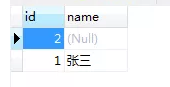 id name
2 (Null)
1 张三